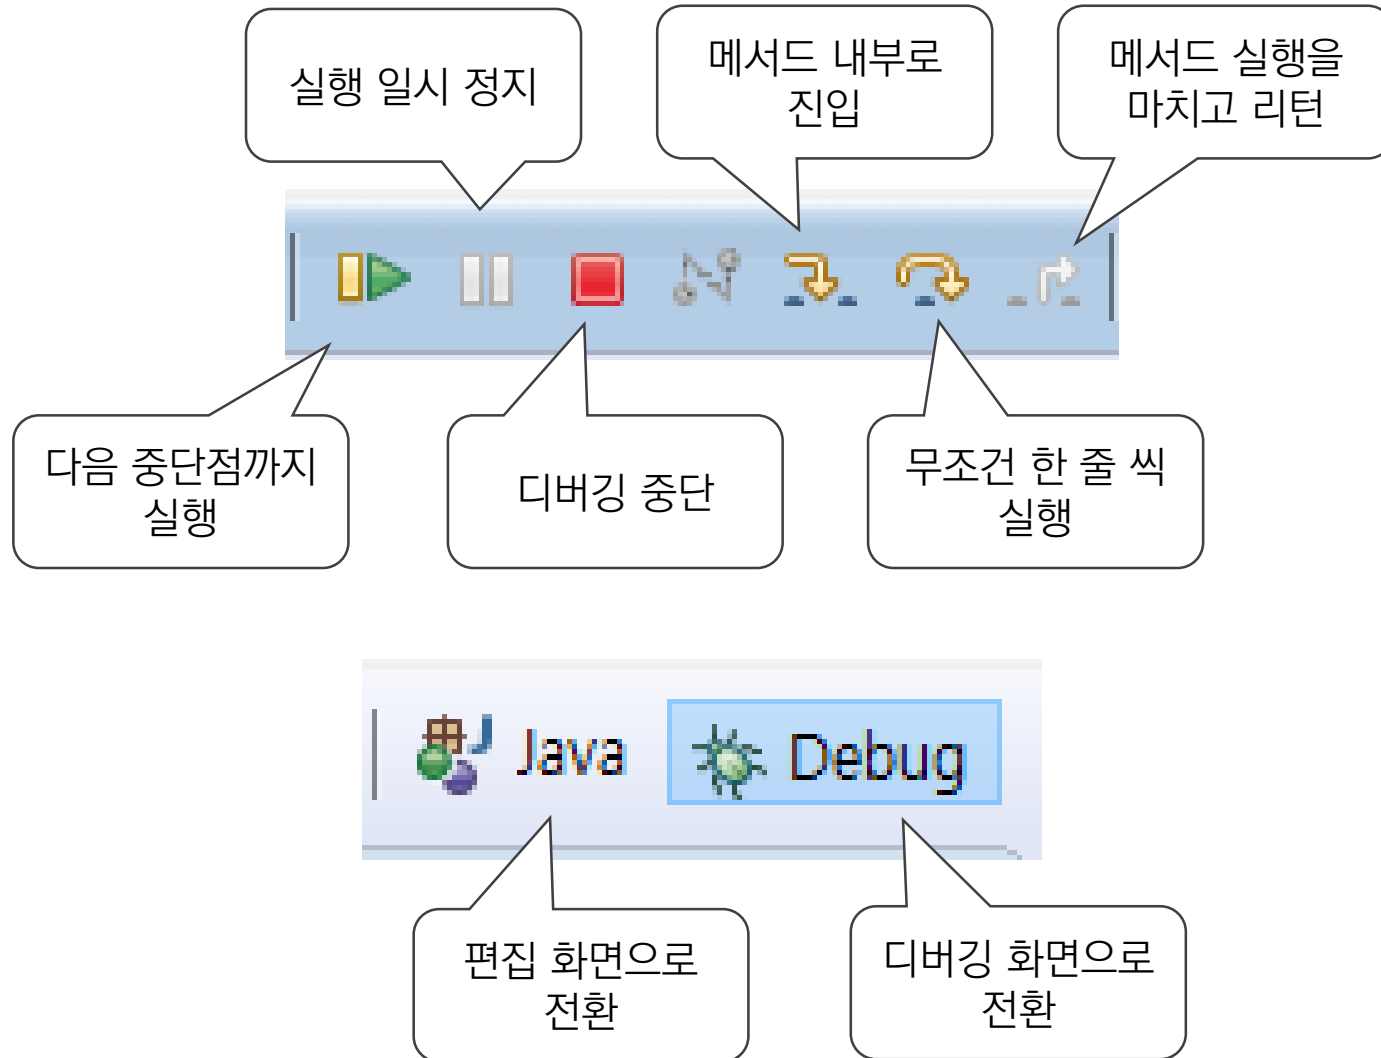 실행 일시 정지
메서드 내부로
진입
메서드 실행을
마치고 리턴
다음 중단점까지
실행
디버깅 중단
무조건 한 줄 씩
실행
Java
Debug
편집 화면으로
전환
디버깅 화면으로
전환